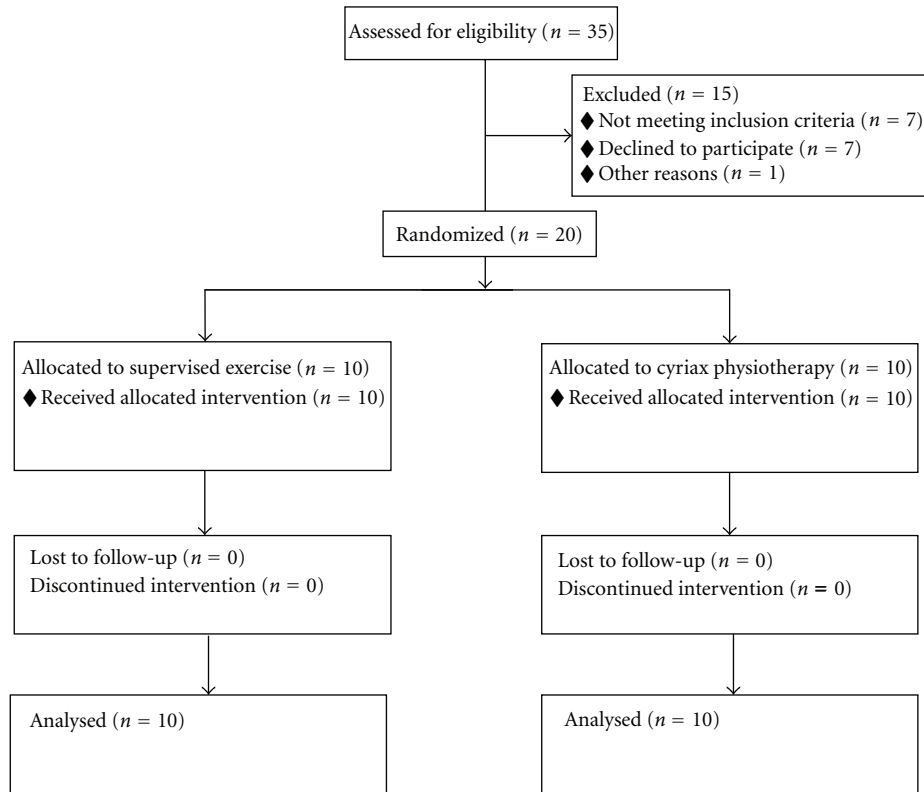 Assessed for eligibility (n = 35)
Excluded (n = 15)
♦ Not meeting inclusion criteria (n = 7)
♦ Declined to participate (n = 7)
♦ Other reasons (n = 1)
Randomized (n = 20)
Allocated to supervised exercise (n = 10)
♦ Received allocated intervention (n = 10)
Allocated to cyriax physiotherapy (n = 10)
♦ Received allocated intervention (n = 10)
Lost to follow-up (n = 0)
Discontinued intervention (n = 0)
Lost to follow-up (n = 0)
Discontinued intervention (n = 0)
Analysed (n = 10)
Analysed (n = 10)